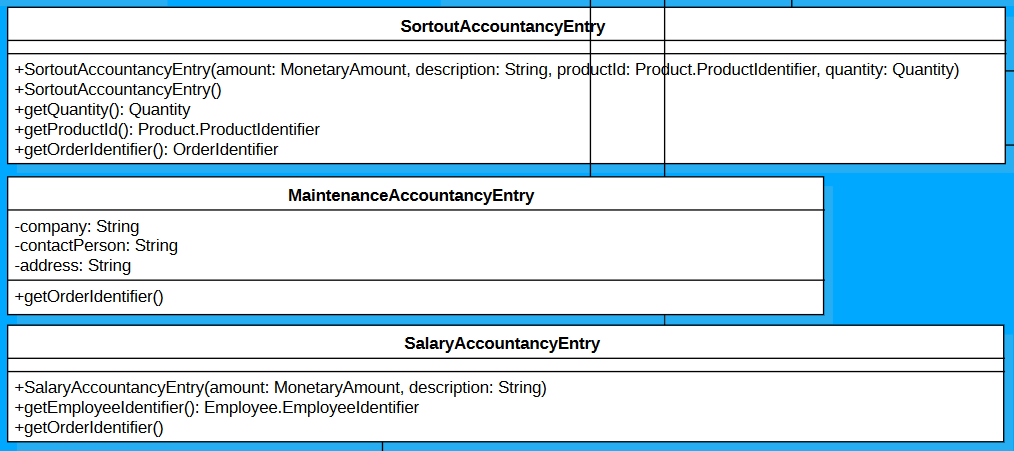 SortoutAccountancyEntry
+SortoutAccountancyEntry(amount: MonetaryAmount, description: String, productId: Product.ProductIdentifier, quantity: Quantity)
+SortoutAccountancyEntry()
+getQuantity(): Quantity
+getProductId(): Product.ProductIdentifier
+getOrderIdentifier(): OrderIdentifier
MaintenanceAccountancyEntry
-company: String
-contactPerson: String
-address: String
+getOrderIdentifier()
SalaryAccountancyEntry
+SalaryAccountancyEntry(amount: MonetaryAmount, description: String)
+getEmployeeIdentifier(): Employee.EmployeeIdentifier
+getOrderIdentifier()